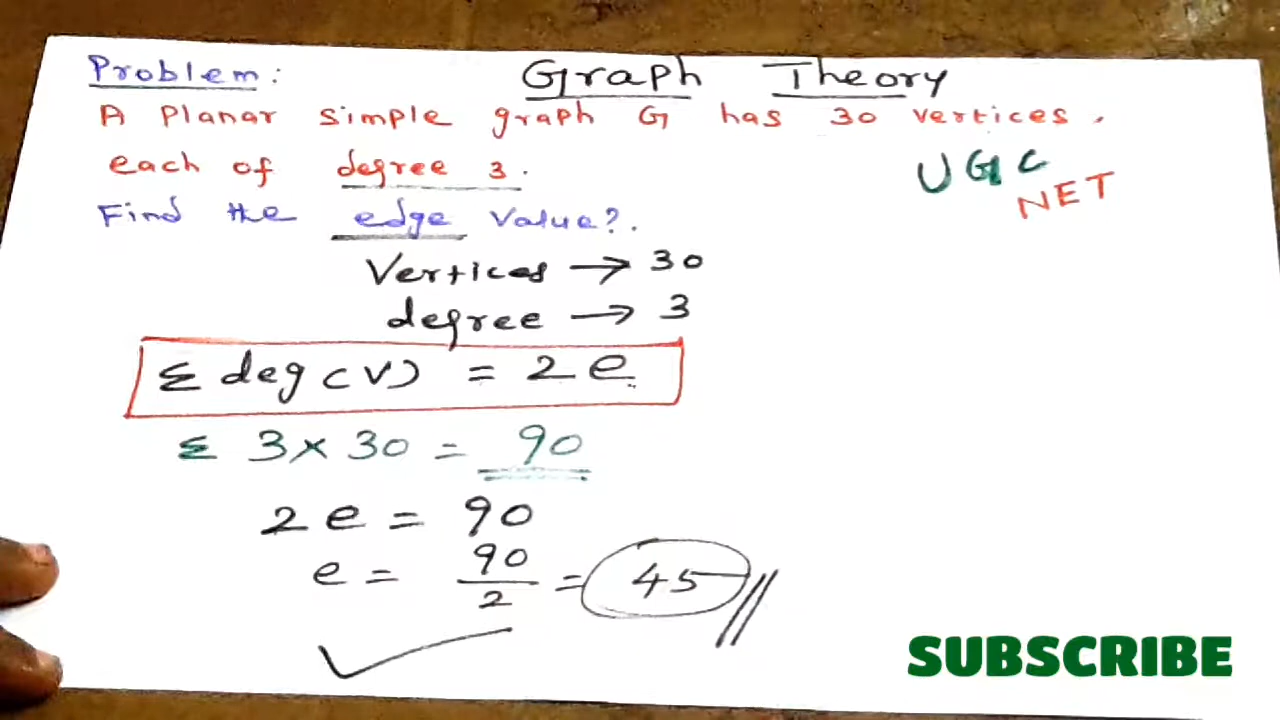 Problem: Graph Theory
A Planar simple graph G has 30 vertices,
each of degree 3.
UGC
NET
Find the edge Value?.
Vertices → 30
degree → 3
Σ deg(V) = 2e
Σ 3 × 30 = 90
2e = 90
e = 90/2 = 45
SUBSCRIBE